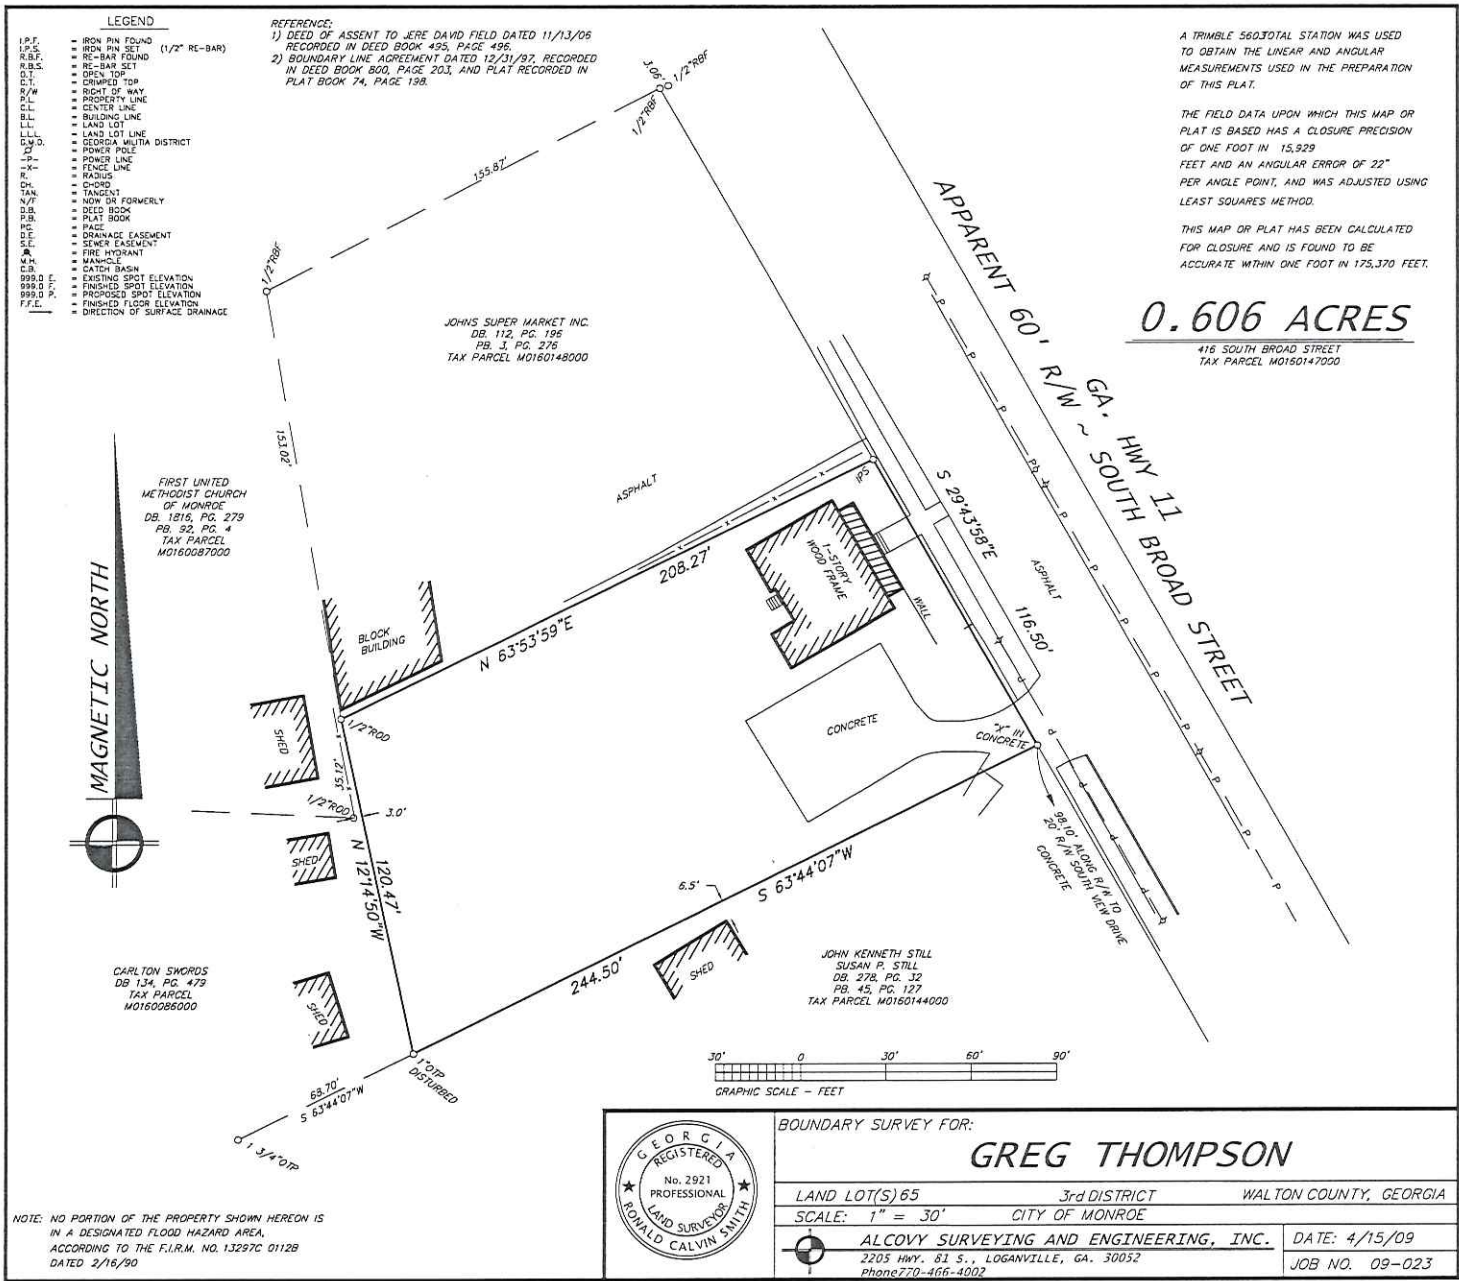 LEGEND
I.P.F. = IRON PIN FOUND
I.P.S. = IRON PIN SET (1/2" RE-BAR)
R.B.F. = RE-BAR FOUND
R.B.S. = RE-BAR SET
O.T. = OPEN TOP
C.T. = CRIMPED TOP
R/W = RIGHT OF WAY
P.L. = PROPERTY LINE
C.L. = CENTER LINE
B.L. = BUILDING LINE
L.L. = LAND LOT
L.L.L. = LAND LOT LINE
G.M.D. = GEORGIA MILITIA DISTRICT
= POWER POLE
-P- = POWER LINE
-X- = FENCE LINE
R. = RADIUS
CH. = CHORD
TAN. = TANGENT
N/F = NOW OR FORMERLY
D.B. = DEED BOOK
P.B. = PLAT BOOK
PG. = PAGE
D.E. = DRAINAGE EASEMENT
S.E. = SEWER EASEMENT
= FIRE HYDRANT
M.H. = MANHOLE
C.B. = CATCH BASIN
999.0 E. = EXISTING SPOT ELEVATION
999.0 F. = FINISHED SPOT ELEVATION
999.0 P. = PROPOSED SPOT ELEVATION
F.F.E. = FINISHED FLOOR ELEVATION
= DIRECTION OF SURFACE DRAINAGE
REFERENCE:
1) DEED OF ASSENT TO JERE DAVID FIELD DATED 11/13/06
RECORDED IN DEED BOOK 495, PAGE 496.
2) BOUNDARY LINE AGREEMENT DATED 12/31/97, RECORDED
IN DEED BOOK 800, PAGE 203, AND PLAT RECORDED IN
PLAT BOOK 74, PAGE 198.
A TRIMBLE 5603TOTAL STATION WAS USED
TO OBTAIN THE LINEAR AND ANGULAR
MEASUREMENTS USED IN THE PREPARATION
OF THIS PLAT.
THE FIELD DATA UPON WHICH THIS MAP OR
PLAT IS BASED HAS A CLOSURE PRECISION
OF ONE FOOT IN 15,929
FEET AND AN ANGULAR ERROR OF 22"
PER ANGLE POINT, AND WAS ADJUSTED USING
LEAST SQUARES METHOD.
THIS MAP OR PLAT HAS BEEN CALCULATED
FOR CLOSURE AND IS FOUND TO BE
ACCURATE WITHIN ONE FOOT IN 175,370 FEET.
0.606 ACRES
416 SOUTH BROAD STREET
TAX PARCEL M0160147000
3.06'
1/2"RBF
1/2"RBF
155.87'
1/2"RBF
153.02'
JOHNS SUPER MARKET INC.
DB. 112, PG. 196
PB. 3, PG. 276
TAX PARCEL M0160148000
APPARENT 60' R/W ~ SOUTH BROAD STREET
GA. HWY 11
FIRST UNITED
METHODIST CHURCH
OF MONROE
DB. 1816, PG. 279
PB. 92, PG. 4
TAX PARCEL
M0160087000
MAGNETIC NORTH
ASPHALT
IPS
S 29°43'58"E
116.50'
ASPHALT
208.27'
N 63°53'59"E
1-STORY
WOOD FRAME
WALL
BLOCK
BUILDING
SHED
1/2"ROD
35.12'
1/2"ROD
3.0'
CONCRETE
"X" IN
CONCRETE
98.10' ALONG R/W TO
20' R/W SOUTH VIEW DRIVE
CONCRETE
SHED
120.47'
N 12°14'50"W
6.5'
S 63°44'07"W
244.50'
SHED
CARLTON SWORDS
DB 134, PG. 479
TAX PARCEL
M0160086000
SHED
JOHN KENNETH STILL
SUSAN P. STILL
DB. 278, PG. 32
PB. 45, PG. 127
TAX PARCEL M0160144000
1"OTP
DISTURBED
68.70'
S 63°44'07"W
1 3/4"OTP
30' 0 30' 60' 90'
GRAPHIC SCALE - FEET
NOTE: NO PORTION OF THE PROPERTY SHOWN HEREON IS
IN A DESIGNATED FLOOD HAZARD AREA,
ACCORDING TO THE F.I.R.M. NO. 13297C 0112B
DATED 2/16/90
GEORGIA
REGISTERED
No. 2921
PROFESSIONAL
LAND SURVEYOR
RONALD CALVIN SMITH
BOUNDARY SURVEY FOR:
GREG THOMPSON
LAND LOT(S) 65 3rd DISTRICT WALTON COUNTY, GEORGIA
SCALE: 1" = 30' CITY OF MONROE
ALCOVY SURVEYING AND ENGINEERING, INC.
2205 HWY. 81 S., LOGANVILLE, GA. 30052
Phone770-466-4002
DATE: 4/15/09
JOB NO. 09-023